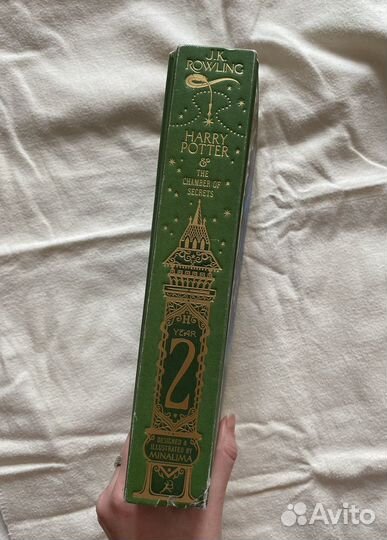 J.K.
ROWLING
HARRY
POTTER
&
THE
CHAMBER OF
SECRETS
H
YEAR
2
DESIGNED &
ILLUSTRATED BY
MINALIMA
Avito